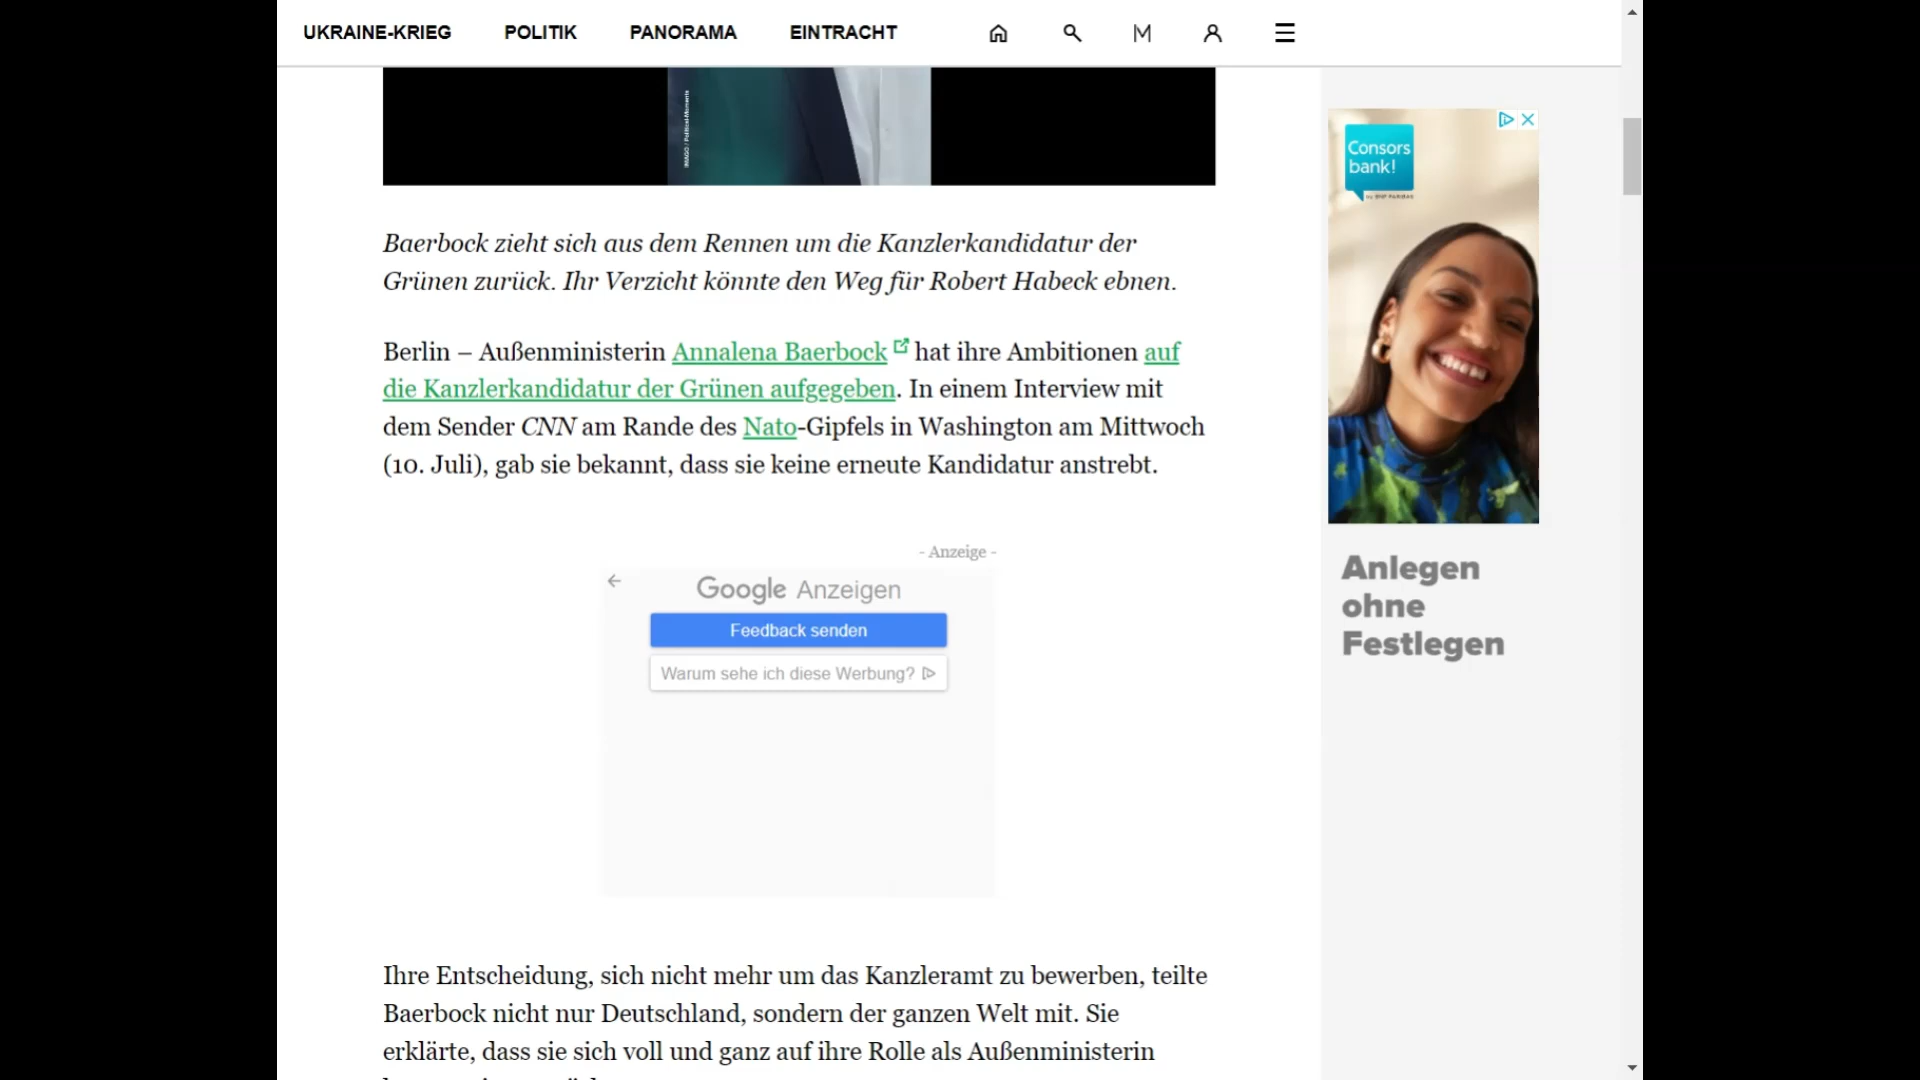 UKRAINE-KRIEG POLITIK PANORAMA EINTRACHT M
IMAGO / Political-Moments
Baerbock zieht sich aus dem Rennen um die Kanzlerkandidatur der
Grünen zurück. Ihr Verzicht könnte den Weg für Robert Habeck ebnen.
Berlin – Außenministerin Annalena Baerbock hat ihre Ambitionen auf
die Kanzlerkandidatur der Grünen aufgegeben. In einem Interview mit
dem Sender CNN am Rande des Nato-Gipfels in Washington am Mittwoch
(10. Juli), gab sie bekannt, dass sie keine erneute Kandidatur anstrebt.
- Anzeige -
Google Anzeigen
Feedback senden
Warum sehe ich diese Werbung?
Ihre Entscheidung, sich nicht mehr um das Kanzleramt zu bewerben, teilte
Baerbock nicht nur Deutschland, sondern der ganzen Welt mit. Sie
erklärte, dass sie sich voll und ganz auf ihre Rolle als Außenministerin
Consors
bank!
by BNP PARIBAS
Anlegen
ohne
Festlegen